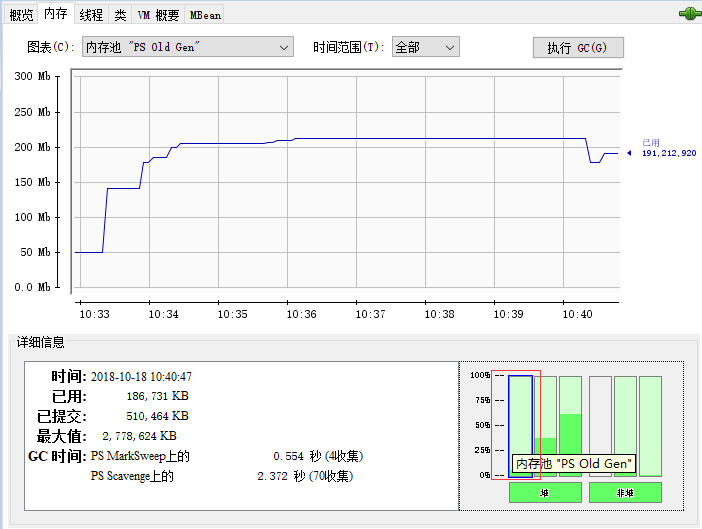 概览 内存 线程 类 VM 概要 MBean
图表(C): 内存池 "PS Old Gen" 时间范围(T): 全部 执行 GC(G)
300 Mb
250 Mb
200 Mb
150 Mb
100 Mb
50 Mb
0.0 Mb
已用
191,212,920
10:33 10:34 10:35 10:36 10:37 10:38 10:39 10:40
详细信息
时间: 2018-10-18 10:40:47
已用: 186,731 KB
已提交: 510,464 KB
最大值: 2,778,624 KB
GC 时间: PS MarkSweep上的 0.554 秒 (4收集)
PS Scavenge上的 2.372 秒 (70收集)
100%
75%
50%
25%
0%
内存池 "PS Old Gen"
堆 非堆